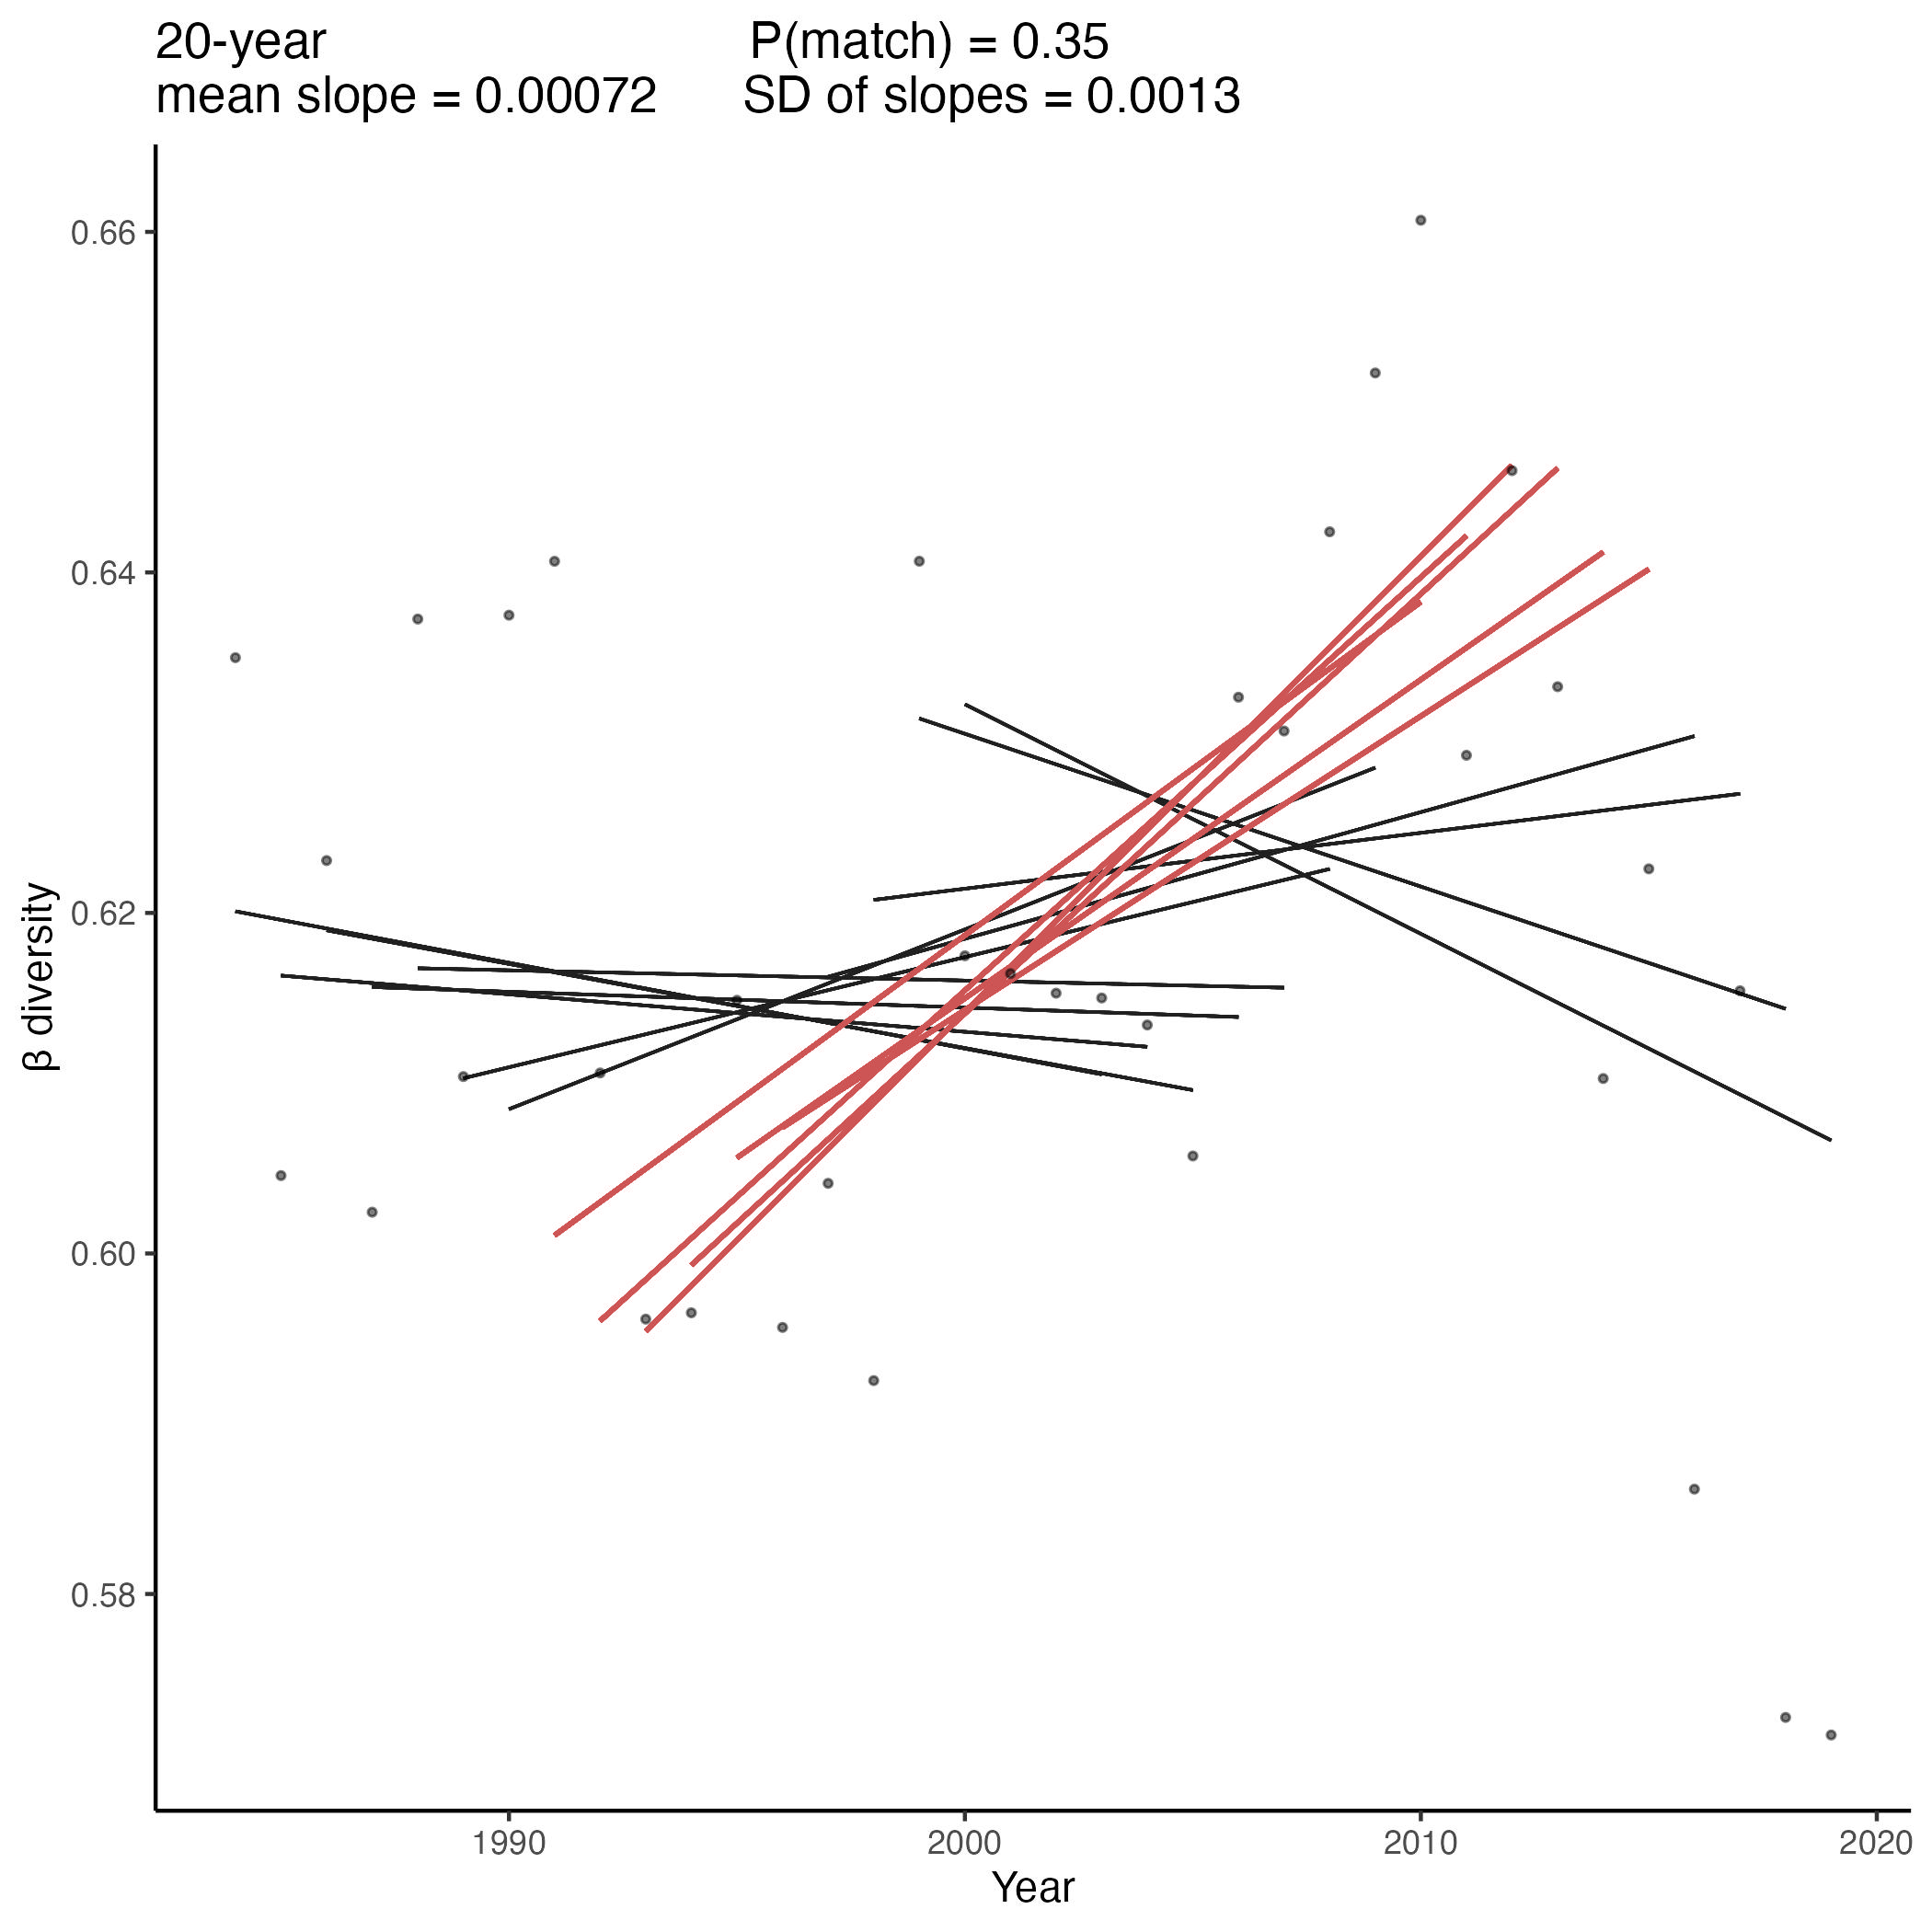 20-year P(match) = 0.35
mean slope = 0.00072 SD of slopes = 0.0013
0.66
0.64
0.62
0.60
0.58
β diversity
1990 2000 2010 2020
Year